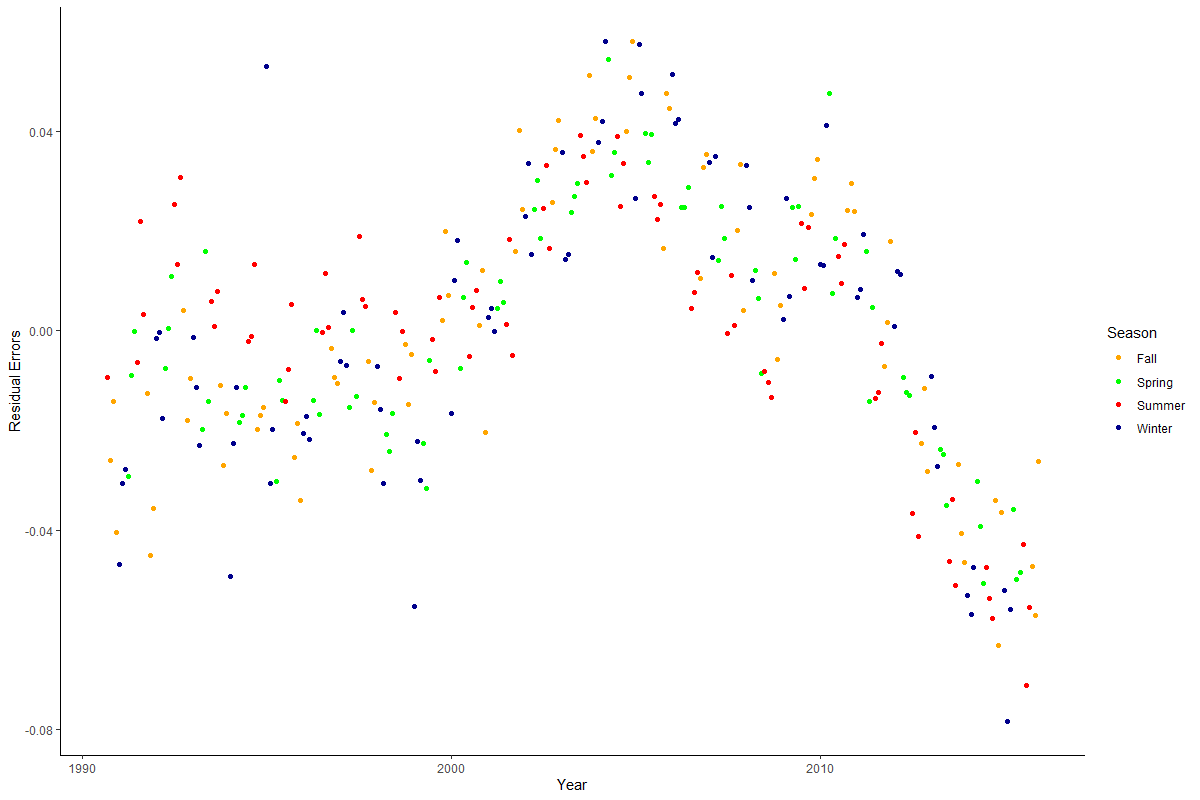 0.04
0.00
-0.04
-0.08
Residual Errors
1990
2000
2010
Year
Season
Fall
Spring
Summer
Winter